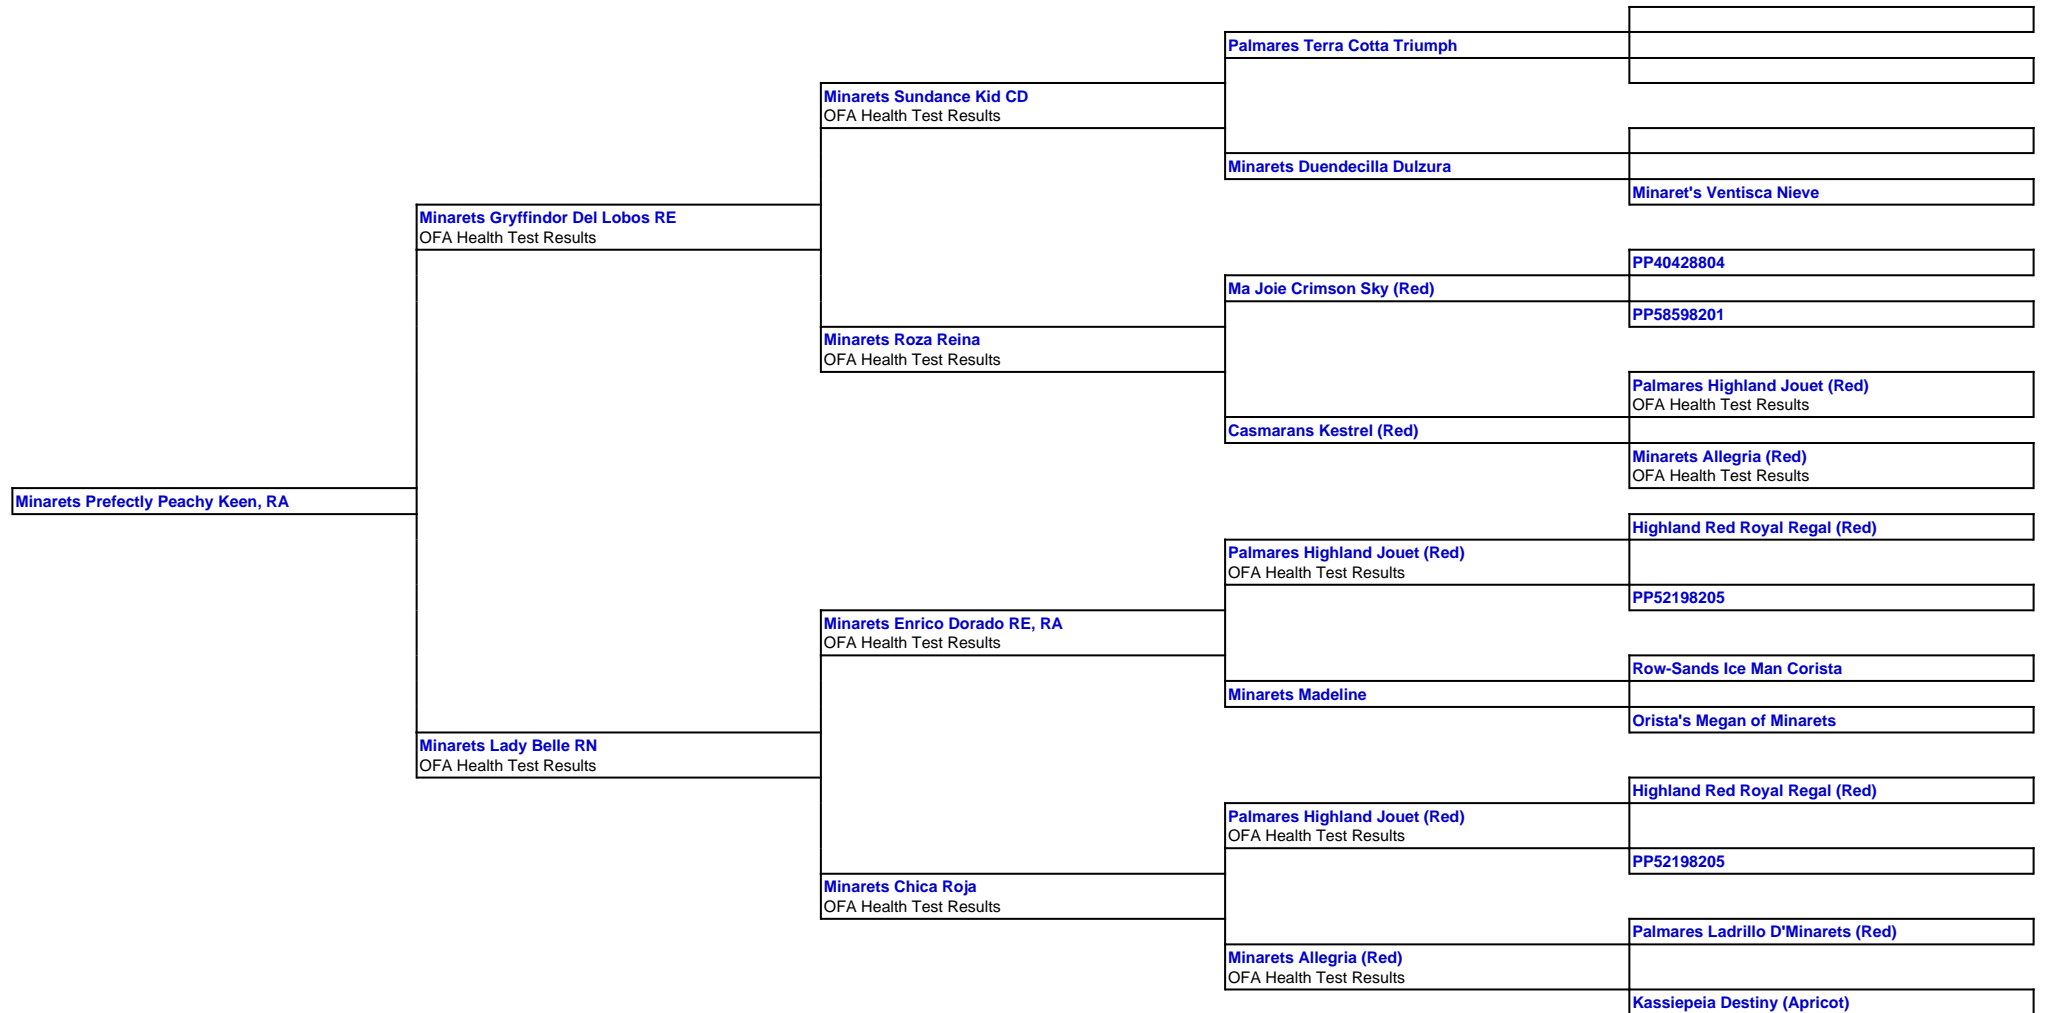 Palmares Terra Cotta Triumph
Minarets Sundance Kid CD
OFA Health Test Results
Minarets Duendecilla Dulzura
Minaret's Ventisca Nieve
Minarets Gryffindor Del Lobos RE
OFA Health Test Results
PP40428804
Ma Joie Crimson Sky (Red)
PP58598201
Minarets Roza Reina
OFA Health Test Results
Palmares Highland Jouet (Red)
OFA Health Test Results
Casmarans Kestrel (Red)
Minarets Allegria (Red)
OFA Health Test Results
Minarets Prefectly Peachy Keen, RA
Highland Red Royal Regal (Red)
Palmares Highland Jouet (Red)
OFA Health Test Results
PP52198205
Minarets Enrico Dorado RE, RA
OFA Health Test Results
Row-Sands Ice Man Corista
Minarets Madeline
Orista's Megan of Minarets
Minarets Lady Belle RN
OFA Health Test Results
Highland Red Royal Regal (Red)
Palmares Highland Jouet (Red)
OFA Health Test Results
PP52198205
Minarets Chica Roja
OFA Health Test Results
Palmares Ladrillo D'Minarets (Red)
Minarets Allegria (Red)
OFA Health Test Results
Kassiepeia Destiny (Apricot)